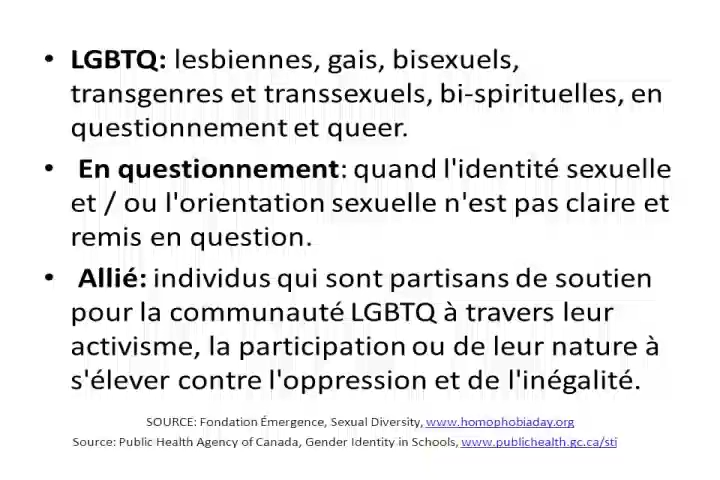 • LGBTQ: lesbiennes, gais, bisexuels,
transgenres et transsexuels, bi-spirituelles, en
questionnement et queer.
• En questionnement: quand l'identité sexuelle
et / ou l'orientation sexuelle n'est pas claire et
remis en question.
• Allié: individus qui sont partisans de soutien
pour la communauté LGBTQ à travers leur
activisme, la participation ou de leur nature à
s'élever contre l'oppression et de l'inégalité.
SOURCE: Fondation Émergence, Sexual Diversity, www.homophobiaday.org
Source: Public Health Agency of Canada, Gender Identity in Schools, www.publichealth.gc.ca/sti